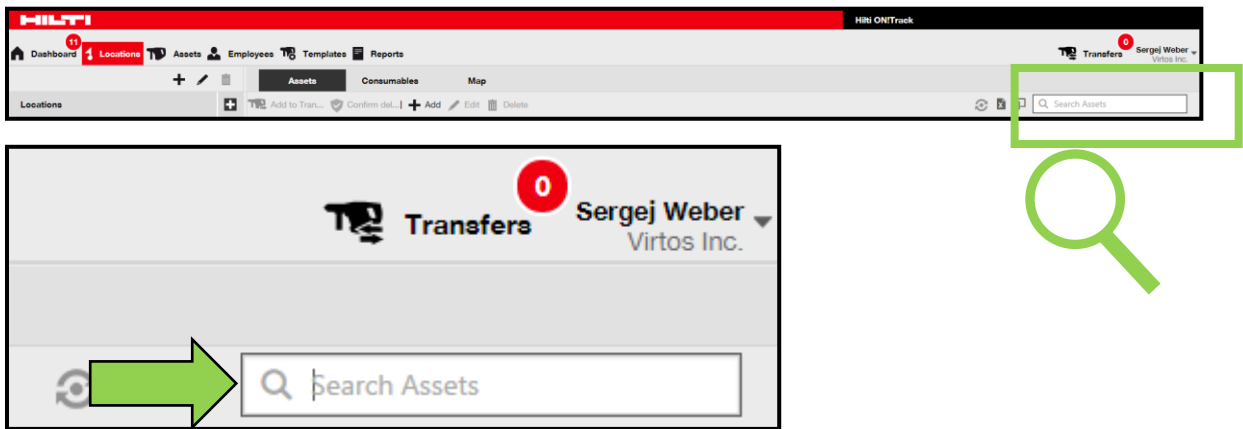 HILTI
Hilti ON!Track
11
Dashboard Locations Assets Employees Templates Reports
0
Transfers Sergej Weber
Virtos Inc.
Assets Consumables Map
Locations
Add to Tran... Confirm del...| Add Edit Delete
Search Assets
0
Transfers Sergej Weber
Virtos Inc.
Search Assets